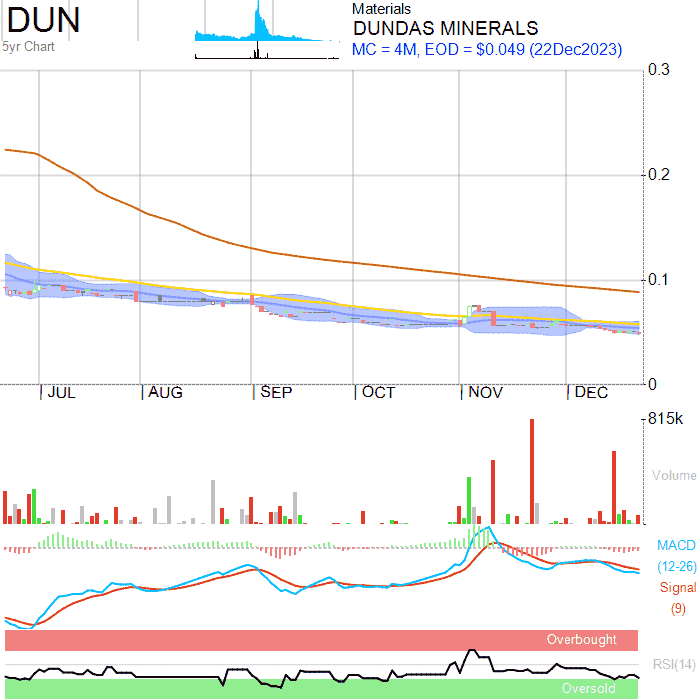 DUN
5yr Chart
Materials
DUNDAS MINERALS
MC = 4M, EOD = $0.049 (22Dec2023)
0.3
0.2
0.1
0
JUL AUG SEP OCT NOV DEC
815k
Volume
MACD
(12-26)
Signal
(9)
Overbought
RSI(14)
Oversold